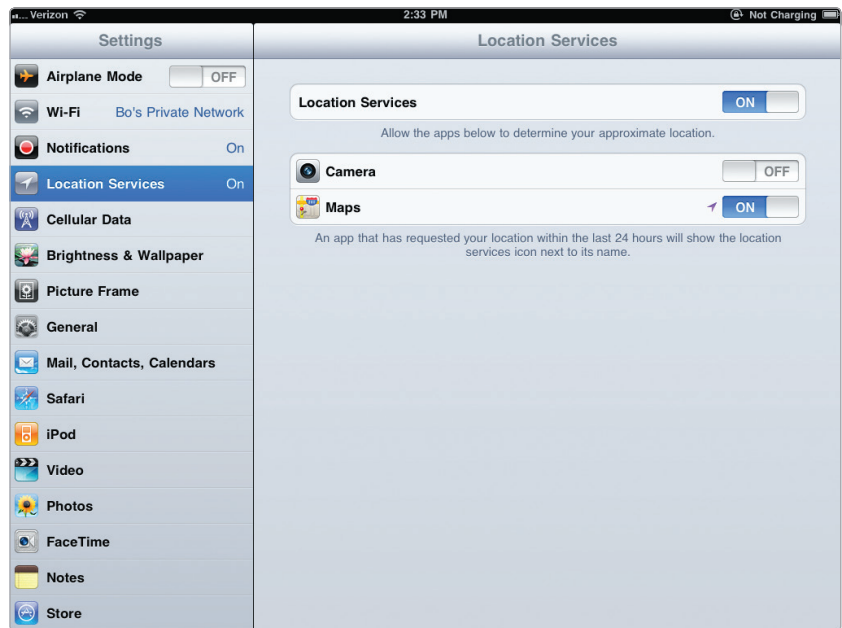 ... Verizon
2:33 PM
Not Charging
Settings
Location Services
Airplane Mode OFF
Wi-Fi Bo's Private Network
Notifications On
Location Services On
Cellular Data
Brightness & Wallpaper
Picture Frame
General
Mail, Contacts, Calendars
Safari
iPod
Video
Photos
FaceTime
Notes
Store
Location Services ON
Allow the apps below to determine your approximate location.
Camera OFF
Maps ON
An app that has requested your location within the last 24 hours will show the location
services icon next to its name.